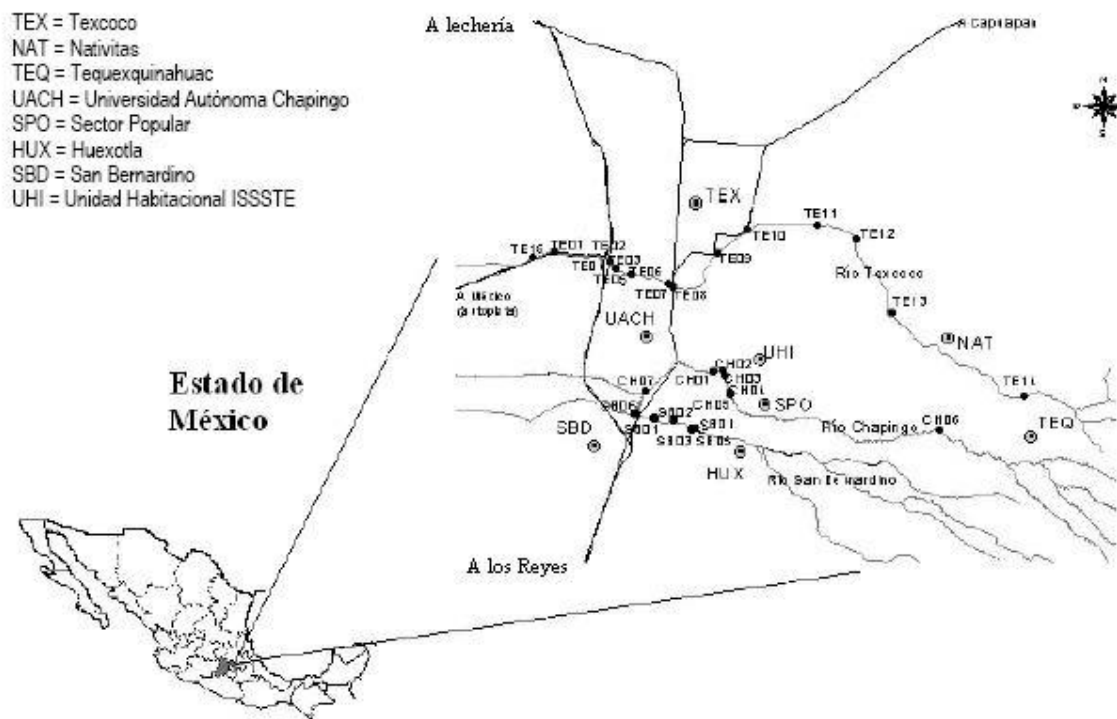 TEX = Texcoco
NAT = Nativitas
TEQ = Tequexquinahuac
UACH = Universidad Autónoma Chapingo
SPO = Sector Popular
HUX = Huexotla
SBD = San Bernardino
UHI = Unidad Habitacional ISSSTE
A lechería
TEX
TE10
TE11
TE12
TE09
TE16
TE01
TE02
TE03
TE05
TE06
TE07
TE08
Río Texcoco
TE13
A México
UACH
NAT
UHI
CH02
CH01
CH03
CH07
CH05
SPO
Río Chapingo
CH06
TEQ
SBD
SB02
SB01
SB03
SB05
HUX
Río San Bernardino
A los Reyes
Estado de
México